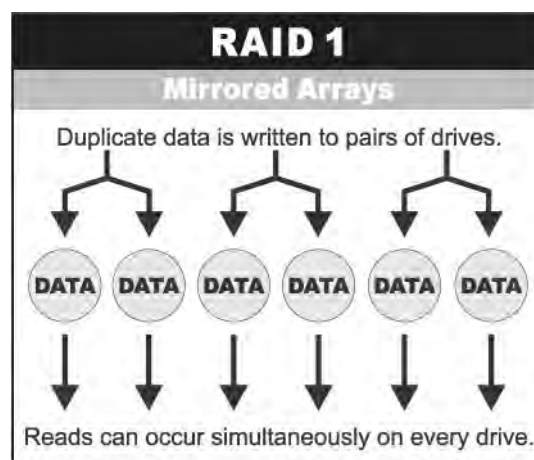 RAID 1
Mirrored Arrays
Duplicate data is written to pairs of drives.
DATA DATA DATA DATA DATA DATA
Reads can occur simultaneously on every drive.